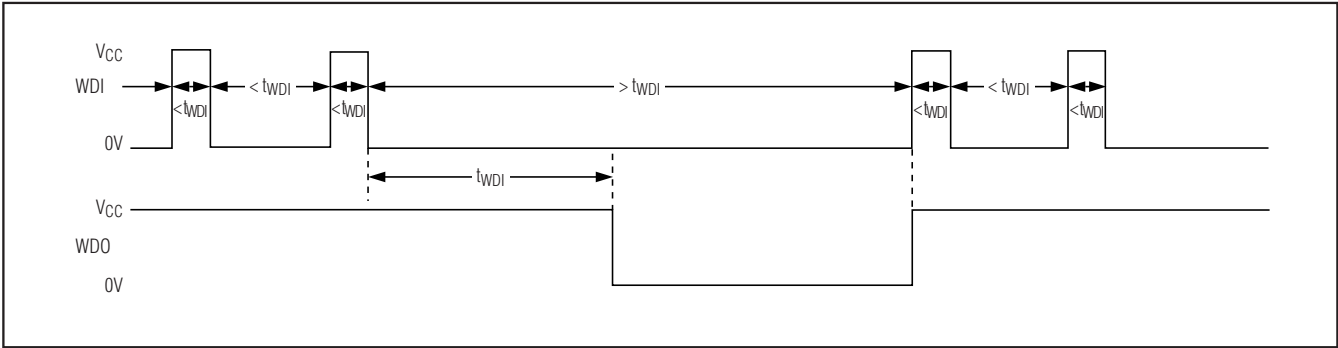 VCC
WDI
< tWDI
> tWDI
< tWDI
<tWDI
<tWDI
<tWDI
<tWDI
0V
tWDI
VCC
WDO
0V